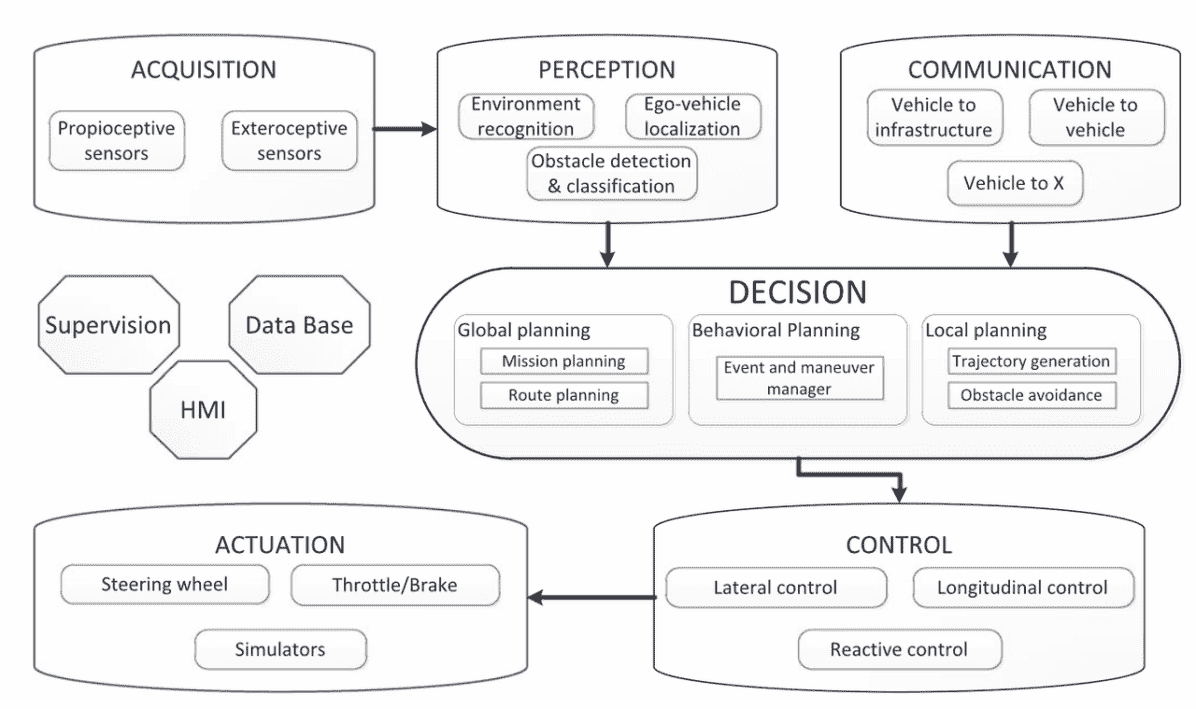 ACQUISITION
Propioceptive
sensors
Exteroceptive
sensors
PERCEPTION
Environment
recognition
Ego-vehicle
localization
Obstacle detection
& classification
COMMUNICATION
Vehicle to
infrastructure
Vehicle to
vehicle
Vehicle to X
Supervision
Data Base
HMI
DECISION
Global planning
Mission planning
Route planning
Behavioral Planning
Event and maneuver
manager
Local planning
Trajectory generation
Obstacle avoidance
ACTUATION
Steering wheel
Throttle/Brake
Simulators
CONTROL
Lateral control
Longitudinal control
Reactive control